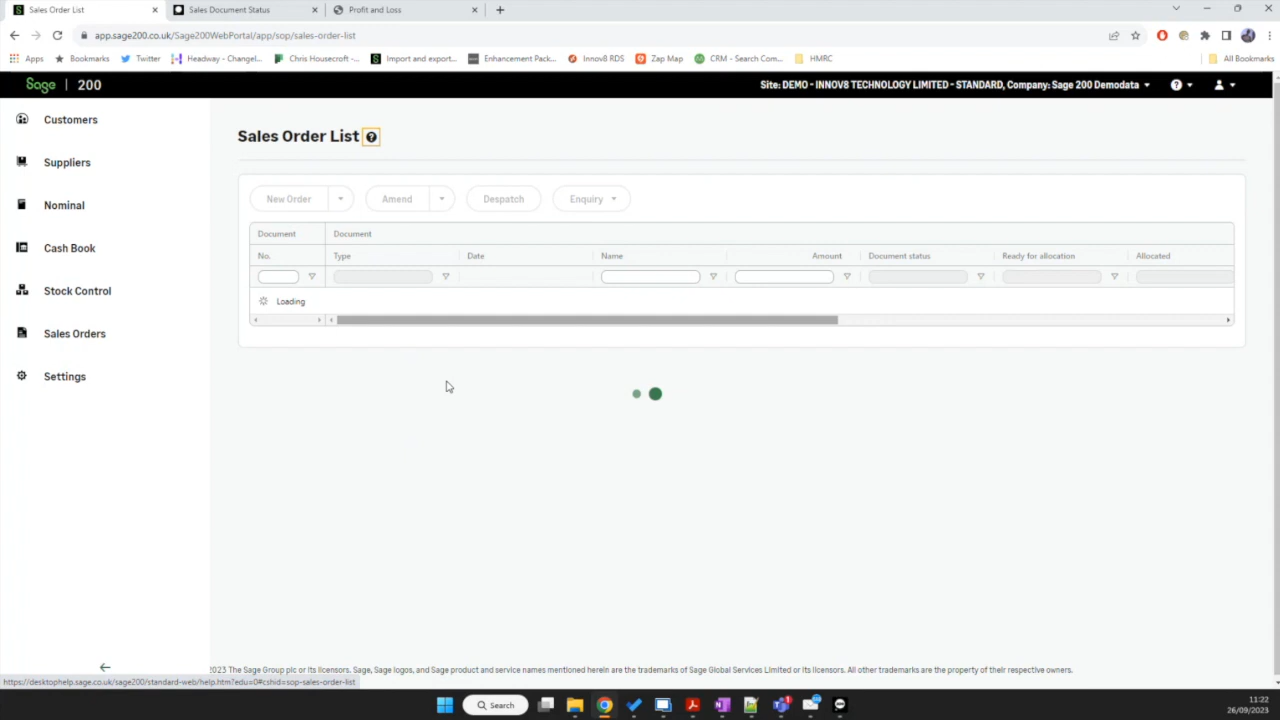 Sales Order List
Sales Document Status
Profit and Loss
app.sage200.co.uk/Sage200WebPortal/app/sop/sales-order-list
Apps
Bookmarks
Twitter
Headway - Changel...
Chris Housecroft -...
Import and export...
Enhancement Pack...
Innov8 RDS
Zap Map
CRM - Search Com...
HMRC
All Bookmarks
Sage | 200
Site: DEMO - INNOV8 TECHNOLOGY LIMITED - STANDARD, Company: Sage 200 Demodata
Customers
Suppliers
Nominal
Cash Book
Stock Control
Sales Orders
Settings
Sales Order List
New Order
Amend
Despatch
Enquiry
Document
Document
No.
Type
Date
Name
Amount
Document status
Ready for allocation
Allocated
Loading
2023 The Sage Group plc or its licensors. Sage, Sage logos, and Sage product and service names mentioned herein are the trademarks of Sage Global Services Limited or its licensors. All other trademarks are the property of their respective owners.
https://desktophelp.sage.co.uk/sage200/standard-web/help.htm?edu=0#cshid=sop-sales-order-list
Search
11:22
26/09/2023